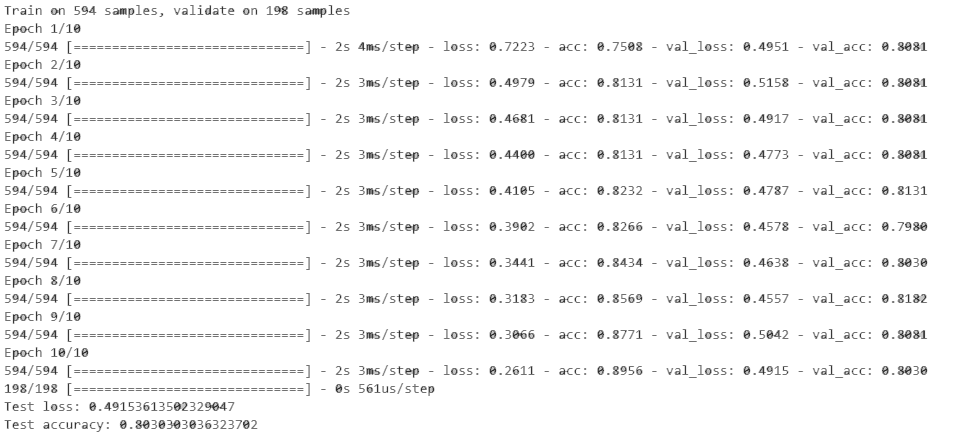 Train on 594 samples, validate on 198 samples
Epoch 1/10
594/594 [==============================] - 2s 4ms/step - loss: 0.7223 - acc: 0.7508 - val_loss: 0.4951 - val_acc: 0.8081
Epoch 2/10
594/594 [==============================] - 2s 3ms/step - loss: 0.4979 - acc: 0.8131 - val_loss: 0.5158 - val_acc: 0.8081
Epoch 3/10
594/594 [==============================] - 2s 3ms/step - loss: 0.4681 - acc: 0.8131 - val_loss: 0.4917 - val_acc: 0.8081
Epoch 4/10
594/594 [==============================] - 2s 3ms/step - loss: 0.4400 - acc: 0.8131 - val_loss: 0.4773 - val_acc: 0.8081
Epoch 5/10
594/594 [==============================] - 2s 3ms/step - loss: 0.4105 - acc: 0.8232 - val_loss: 0.4787 - val_acc: 0.8131
Epoch 6/10
594/594 [==============================] - 2s 3ms/step - loss: 0.3902 - acc: 0.8266 - val_loss: 0.4578 - val_acc: 0.7980
Epoch 7/10
594/594 [==============================] - 2s 3ms/step - loss: 0.3441 - acc: 0.8434 - val_loss: 0.4638 - val_acc: 0.8030
Epoch 8/10
594/594 [==============================] - 2s 3ms/step - loss: 0.3183 - acc: 0.8569 - val_loss: 0.4557 - val_acc: 0.8182
Epoch 9/10
594/594 [==============================] - 2s 3ms/step - loss: 0.3066 - acc: 0.8771 - val_loss: 0.5042 - val_acc: 0.8081
Epoch 10/10
594/594 [==============================] - 2s 3ms/step - loss: 0.2611 - acc: 0.8956 - val_loss: 0.4915 - val_acc: 0.8030
198/198 [==============================] - 0s 561us/step
Test loss: 0.49153613502329047
Test accuracy: 0.8030303036323702